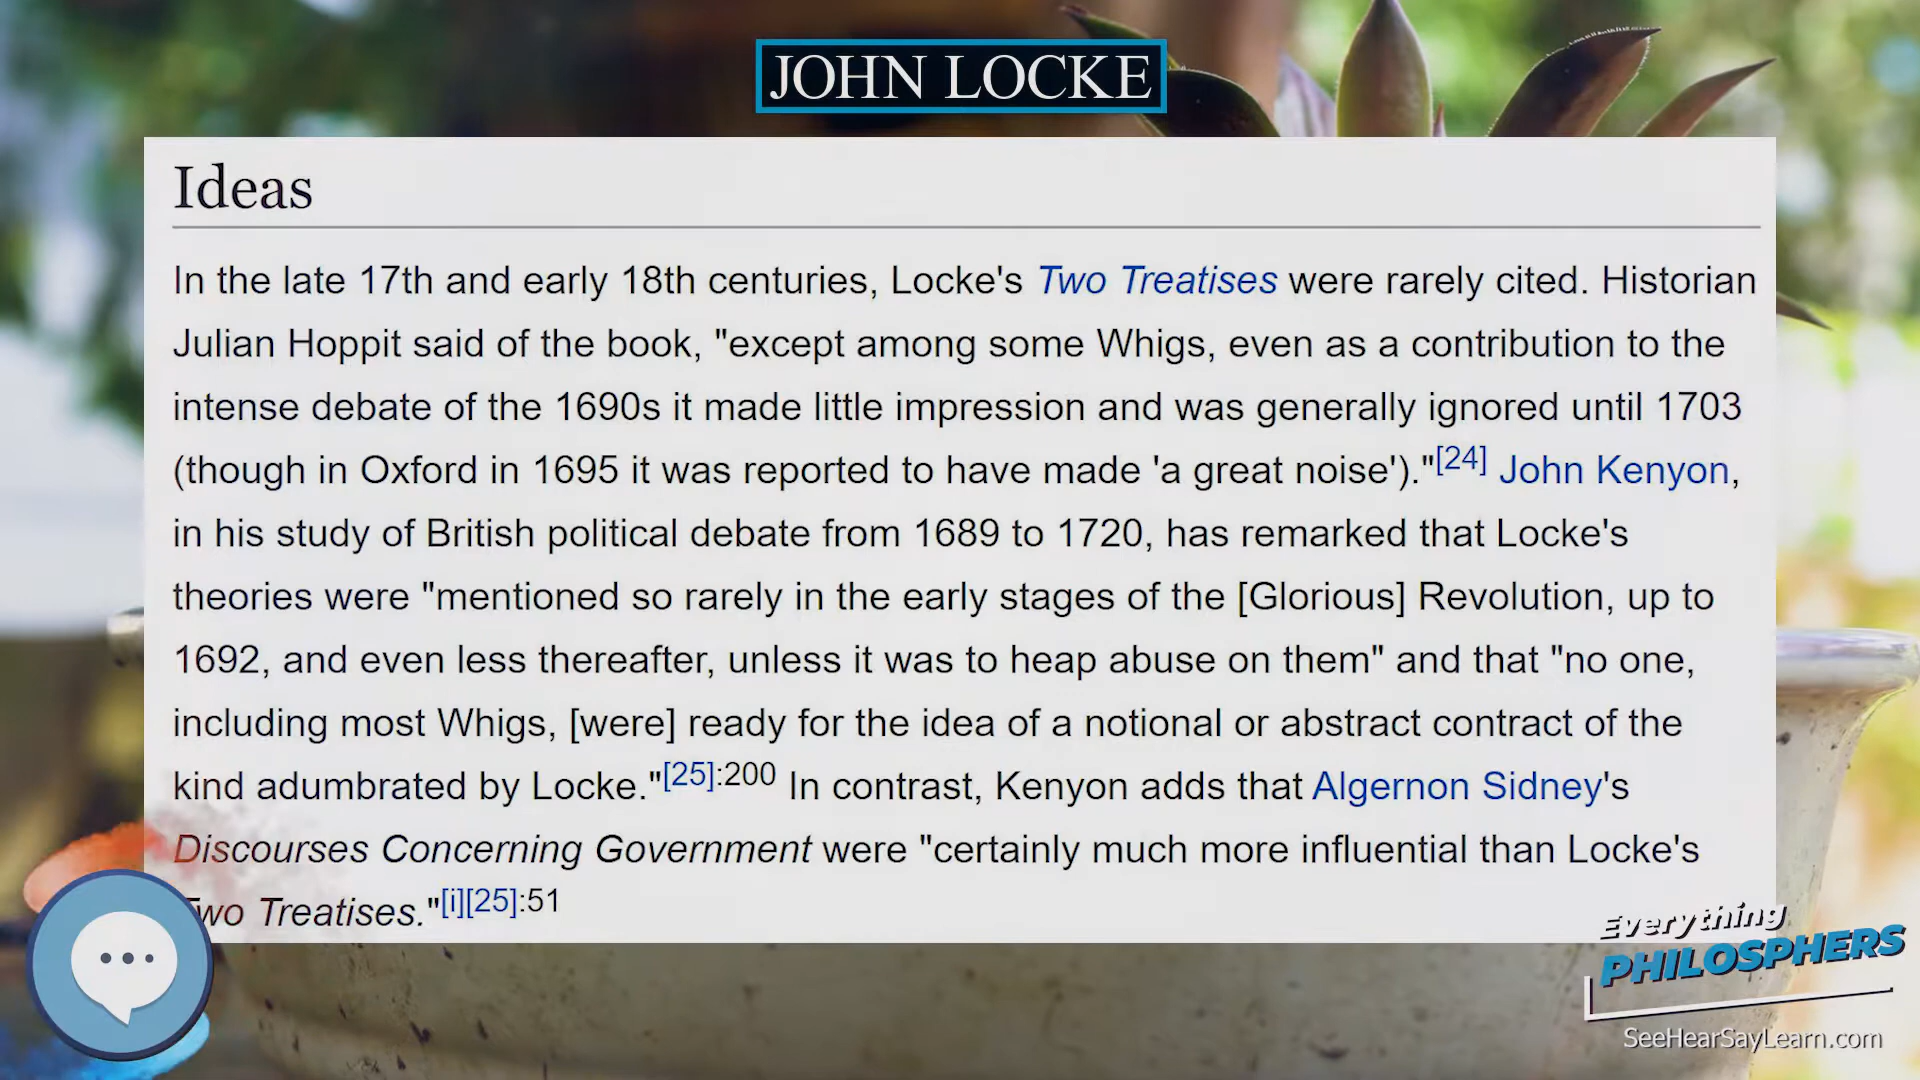 JOHN LOCKE
Ideas
In the late 17th and early 18th centuries, Locke's Two Treatises were rarely cited. Historian
Julian Hoppit said of the book, "except among some Whigs, even as a contribution to the
intense debate of the 1690s it made little impression and was generally ignored until 1703
(though in Oxford in 1695 it was reported to have made 'a great noise')."[24] John Kenyon,
in his study of British political debate from 1689 to 1720, has remarked that Locke's
theories were "mentioned so rarely in the early stages of the [Glorious] Revolution, up to
1692, and even less thereafter, unless it was to heap abuse on them" and that "no one,
including most Whigs, [were] ready for the idea of a notional or abstract contract of the
kind adumbrated by Locke."[25]:200 In contrast, Kenyon adds that Algernon Sidney's
Discourses Concerning Government were "certainly much more influential than Locke's
Two Treatises."[i][25]:51
Everything
PHILOSPHERS
SeeHearSayLearn.com